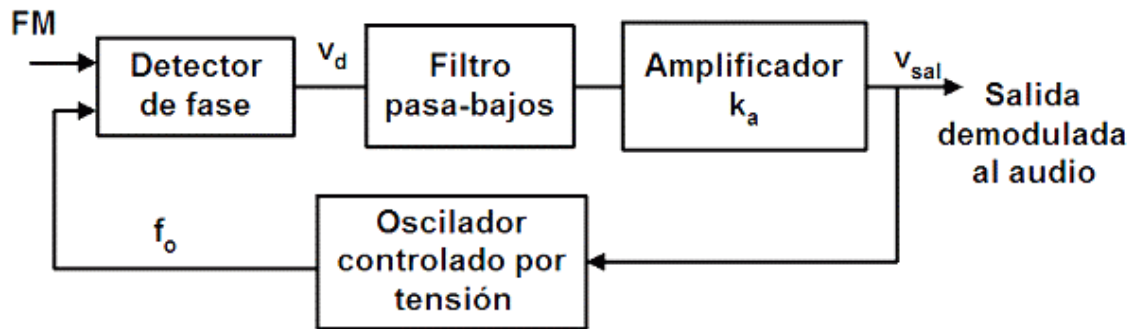 FM
Detector
de fase
v_d
Filtro
pasa-bajos
Amplificador
k_a
v_sal
Salida
demodulada
al audio
Oscilador
controlado por
tensión
f_o